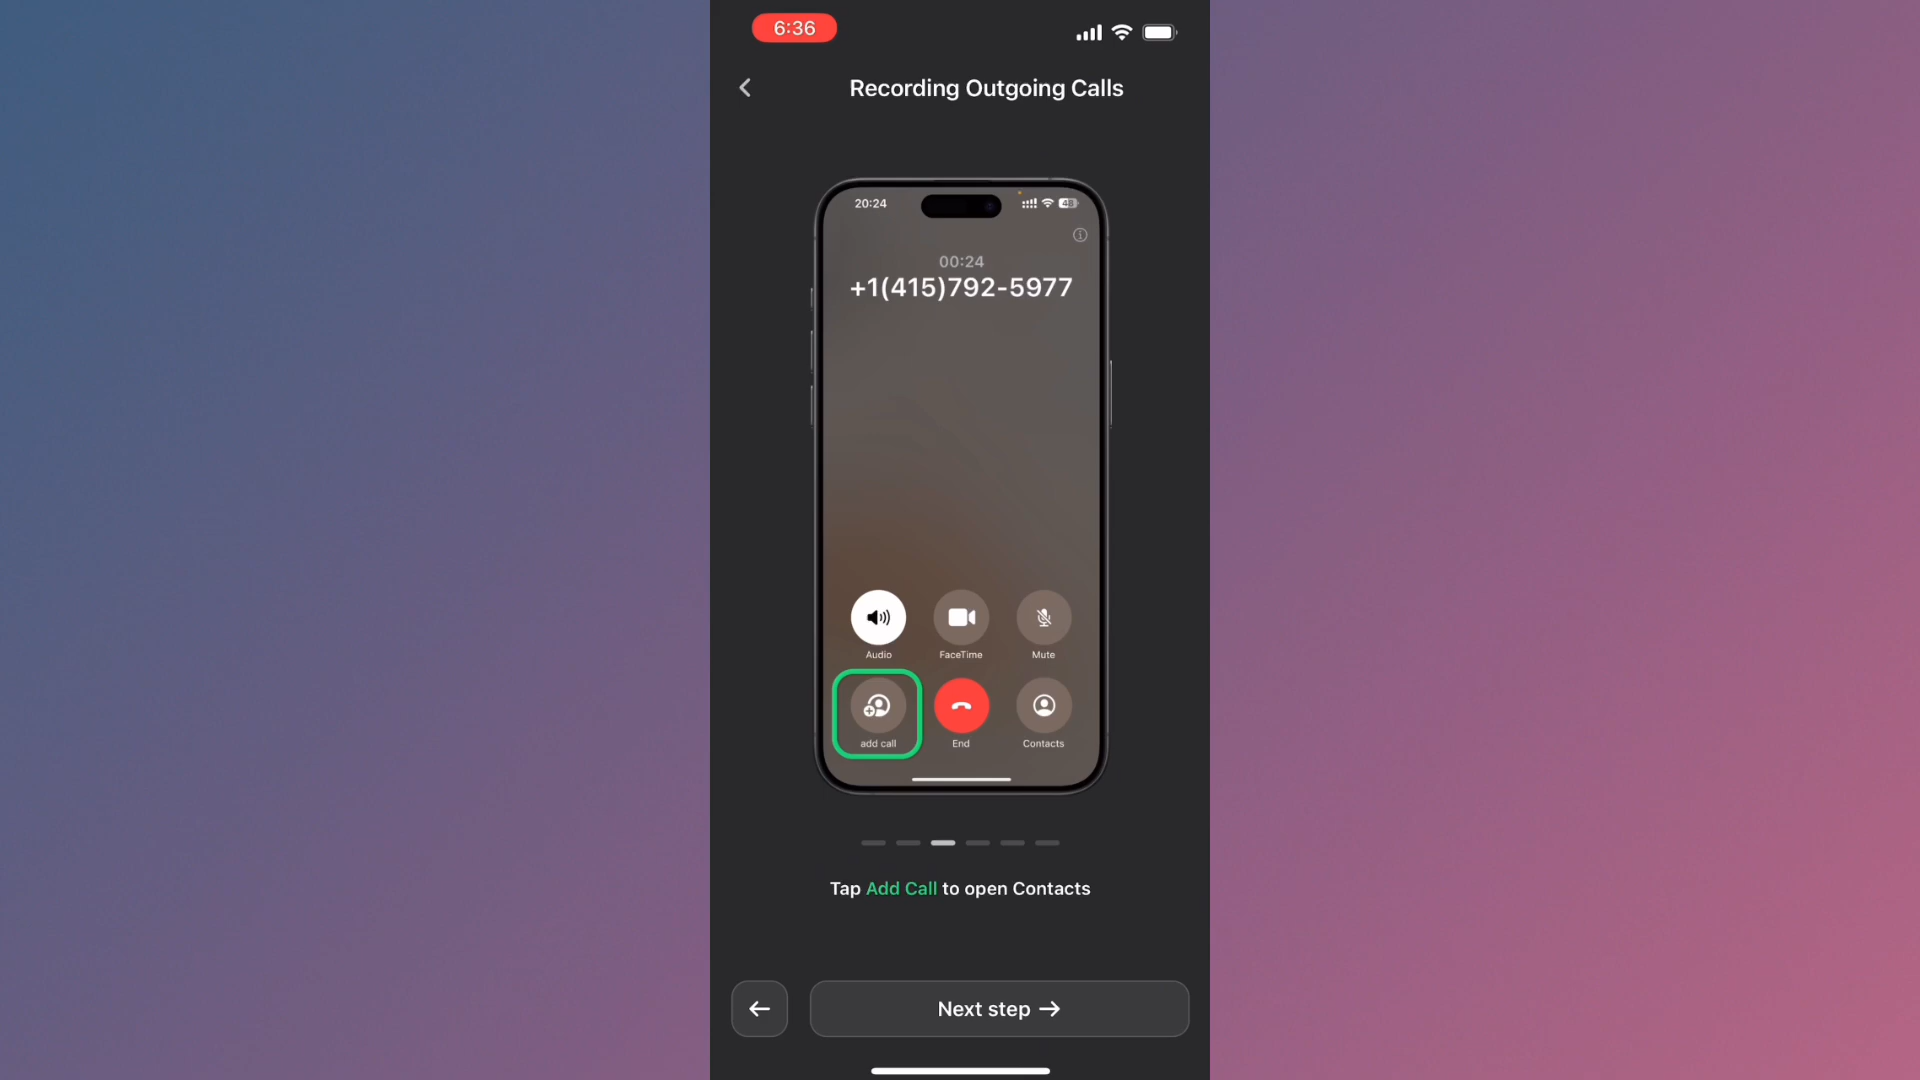 6:36
Recording Outgoing Calls
20:24
48
00:24
+1(415)792-5977
Audio FaceTime Mute
add call End Contacts
Tap Add Call to open Contacts
Next step →